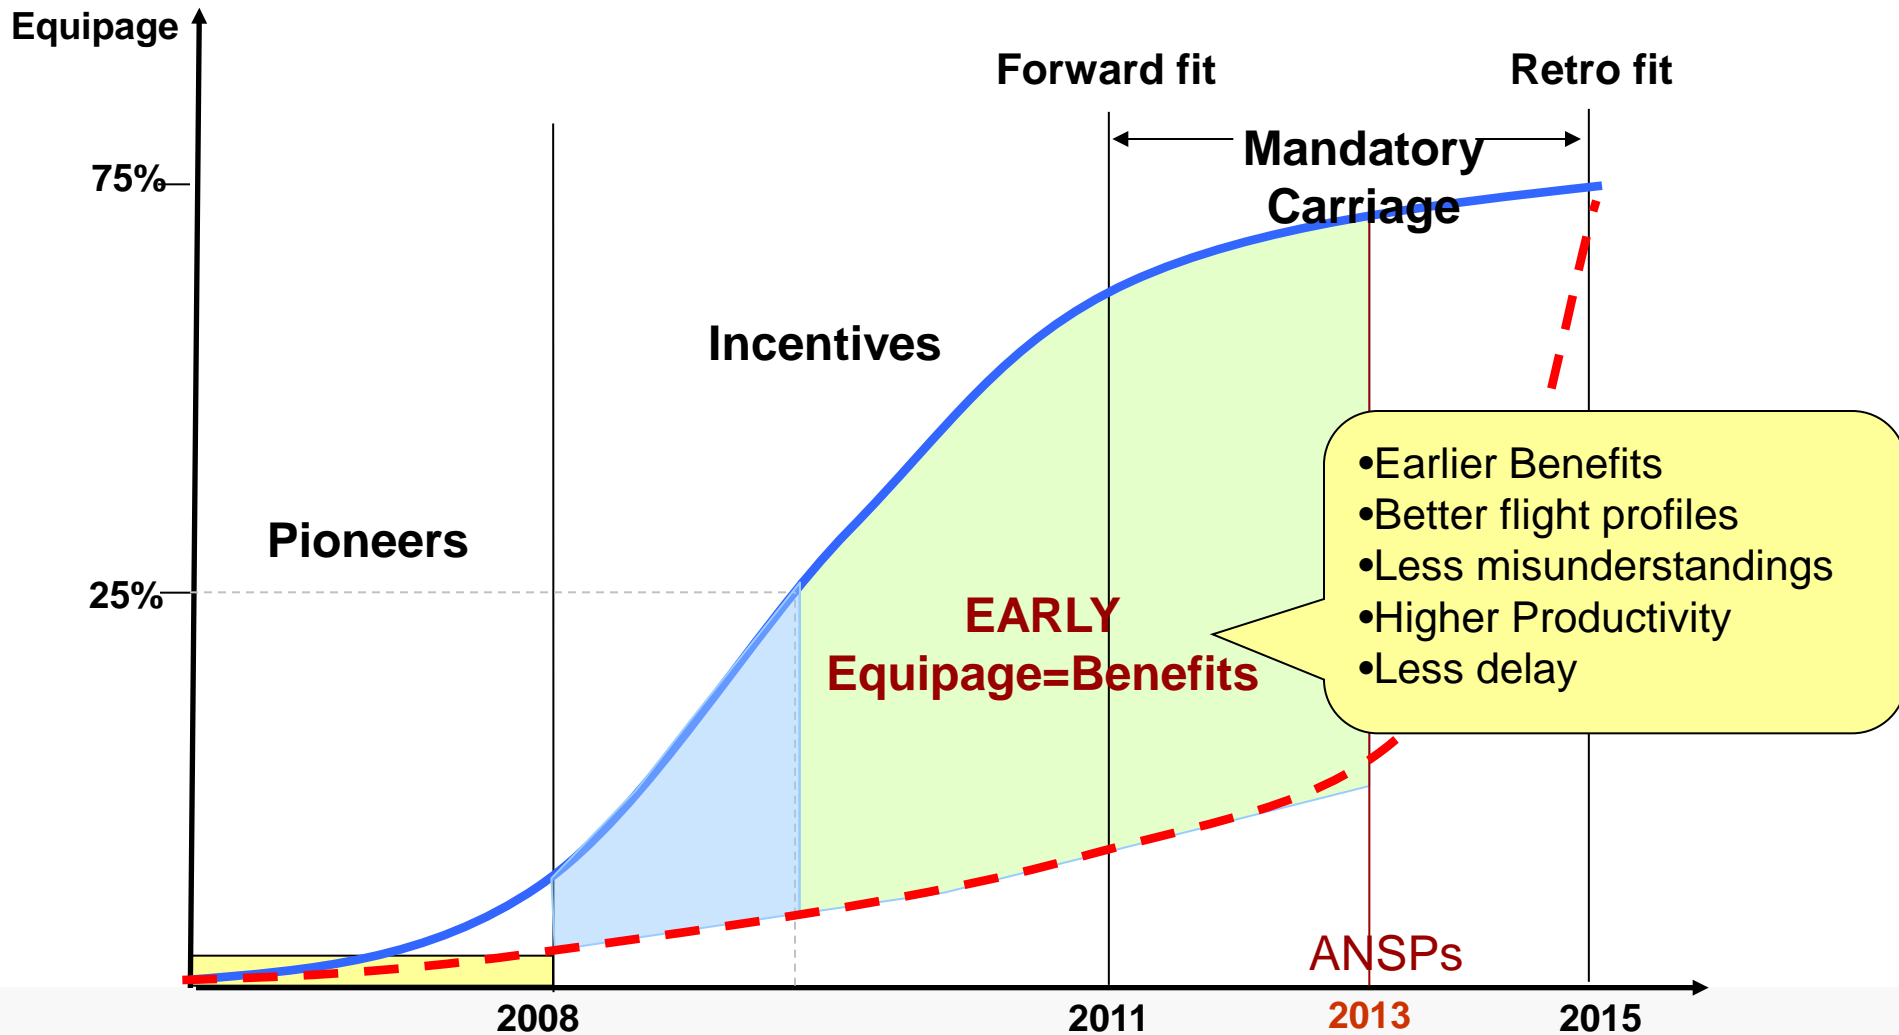 Equipage
Forward fit
Retro fit
Mandatory
Carriage
75%
Incentives
Pioneers
25%
EARLY
Equipage=Benefits
•Earlier Benefits
•Better flight profiles
•Less misunderstandings
•Higher Productivity
•Less delay
ANSPs
2008
2011
2013
2015